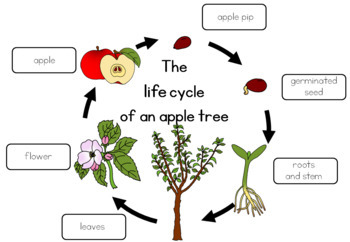 apple pip
apple
The
life cycle
of an apple tree
germinated
seed
flower
roots
and stem
leaves